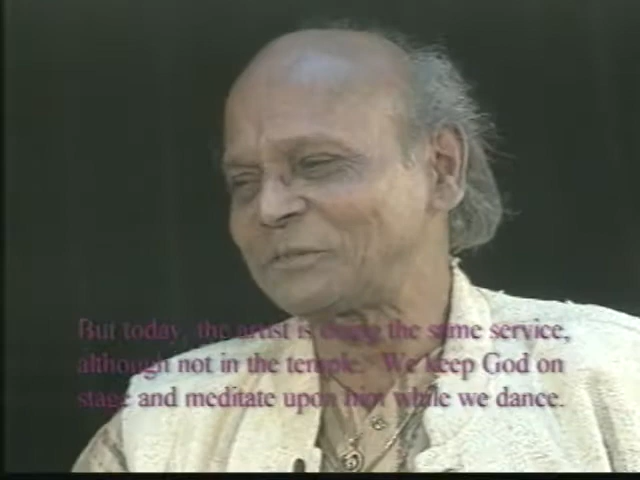 But today, the artist is doing the same service,
although not in the temple. We keep God on
stage and meditate upon him while we dance.